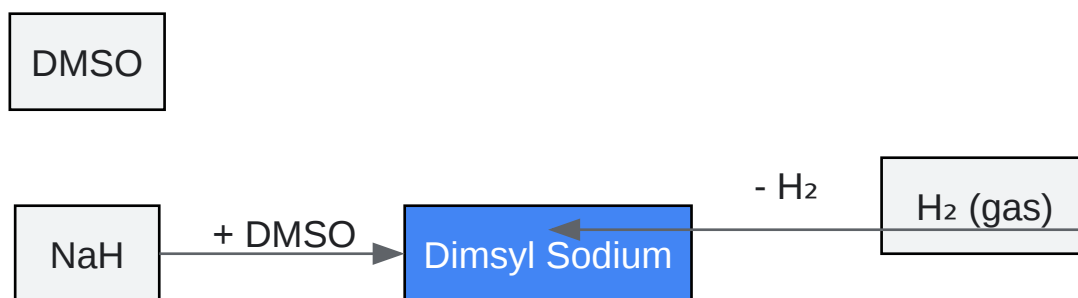 DMSO
- H₂
H₂ (gas)
+ DMSO
NaH
Dimsyl Sodium